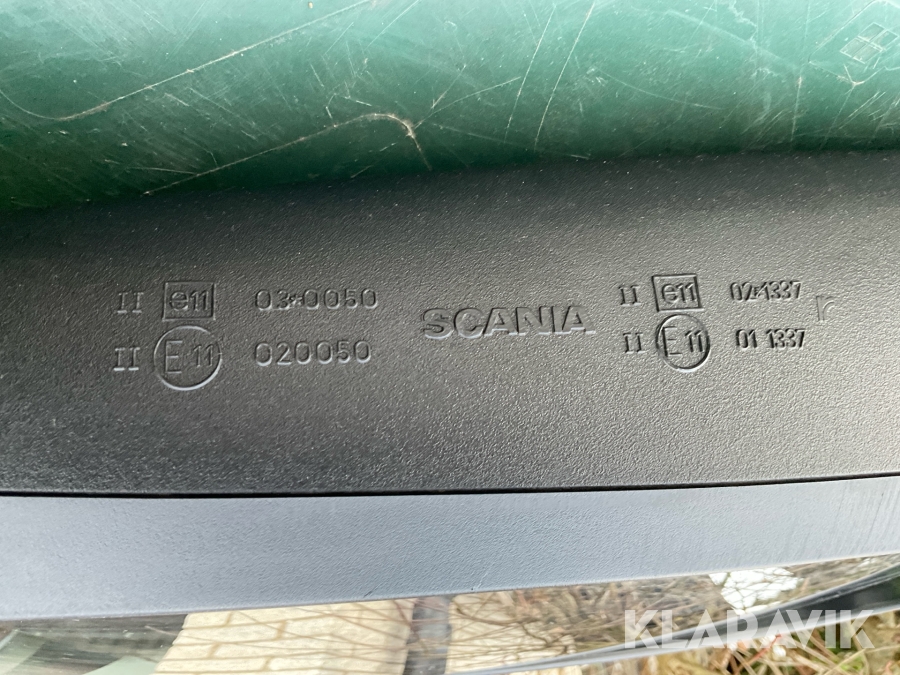 II e11 03*0050
II E11 020050
SCANIA
II e11 02*1337
II E11 01 1337
r
KLARAVIK